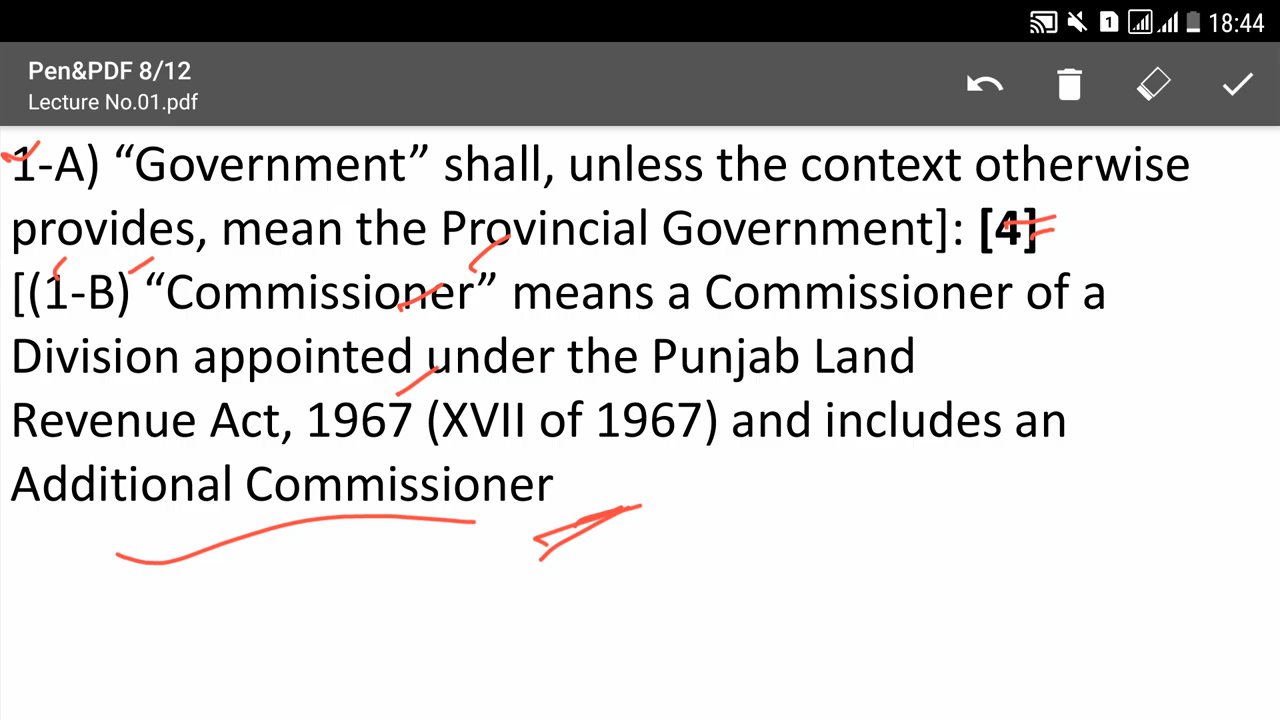 18:44
Pen&PDF 8/12
Lecture No.01.pdf
1-A) “Government” shall, unless the context otherwise
provides, mean the Provincial Government]: [4]
[(1-B) “Commissioner” means a Commissioner of a
Division appointed under the Punjab Land
Revenue Act, 1967 (XVII of 1967) and includes an
Additional Commissioner